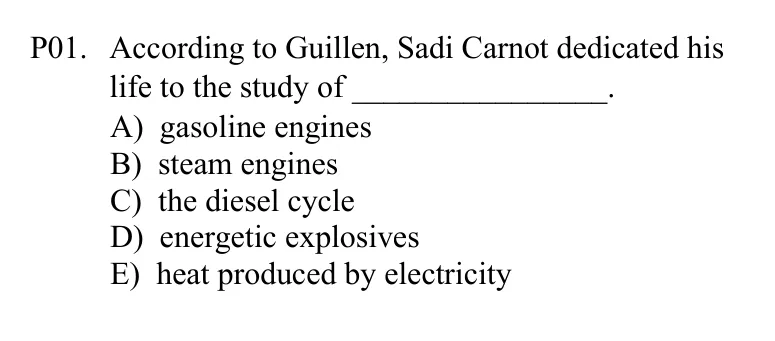 P01. According to Guillen, Sadi Carnot dedicated his
life to the study of ________________.
A) gasoline engines
B) steam engines
C) the diesel cycle
D) energetic explosives
E) heat produced by electricity